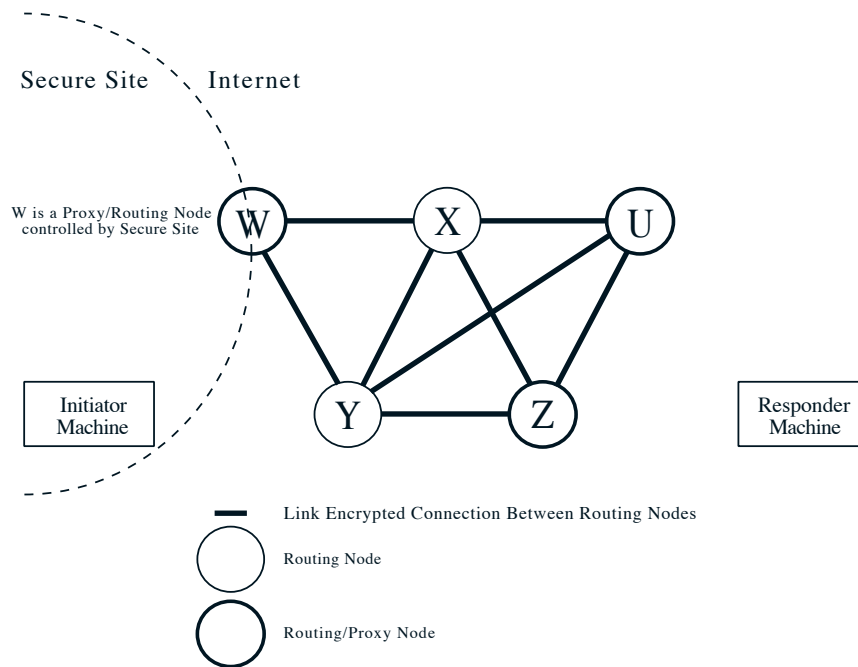 Secure Site
Internet
W is a Proxy/Routing Node
controlled by Secure Site
W
X
U
Y
Z
Initiator
Machine
Responder
Machine
Link Encrypted Connection Between Routing Nodes
Routing Node
Routing/Proxy Node